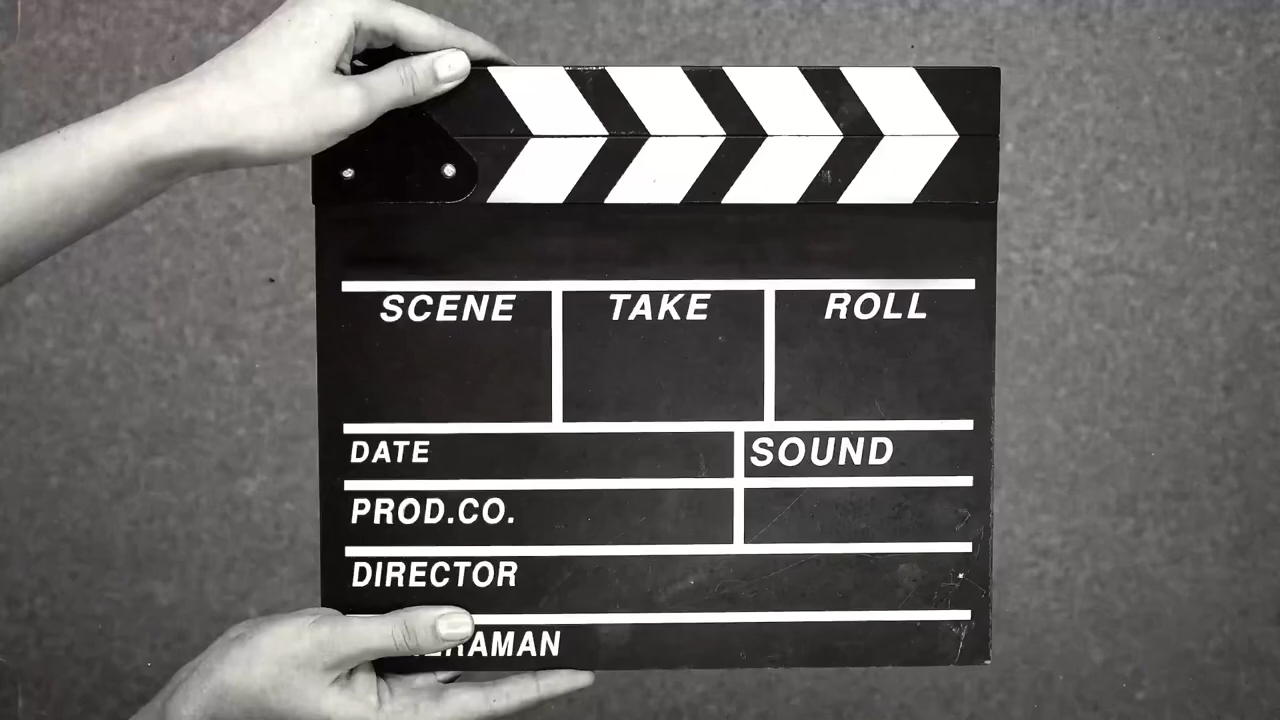 SCENE TAKE ROLL
DATE SOUND
PROD.CO.
DIRECTOR